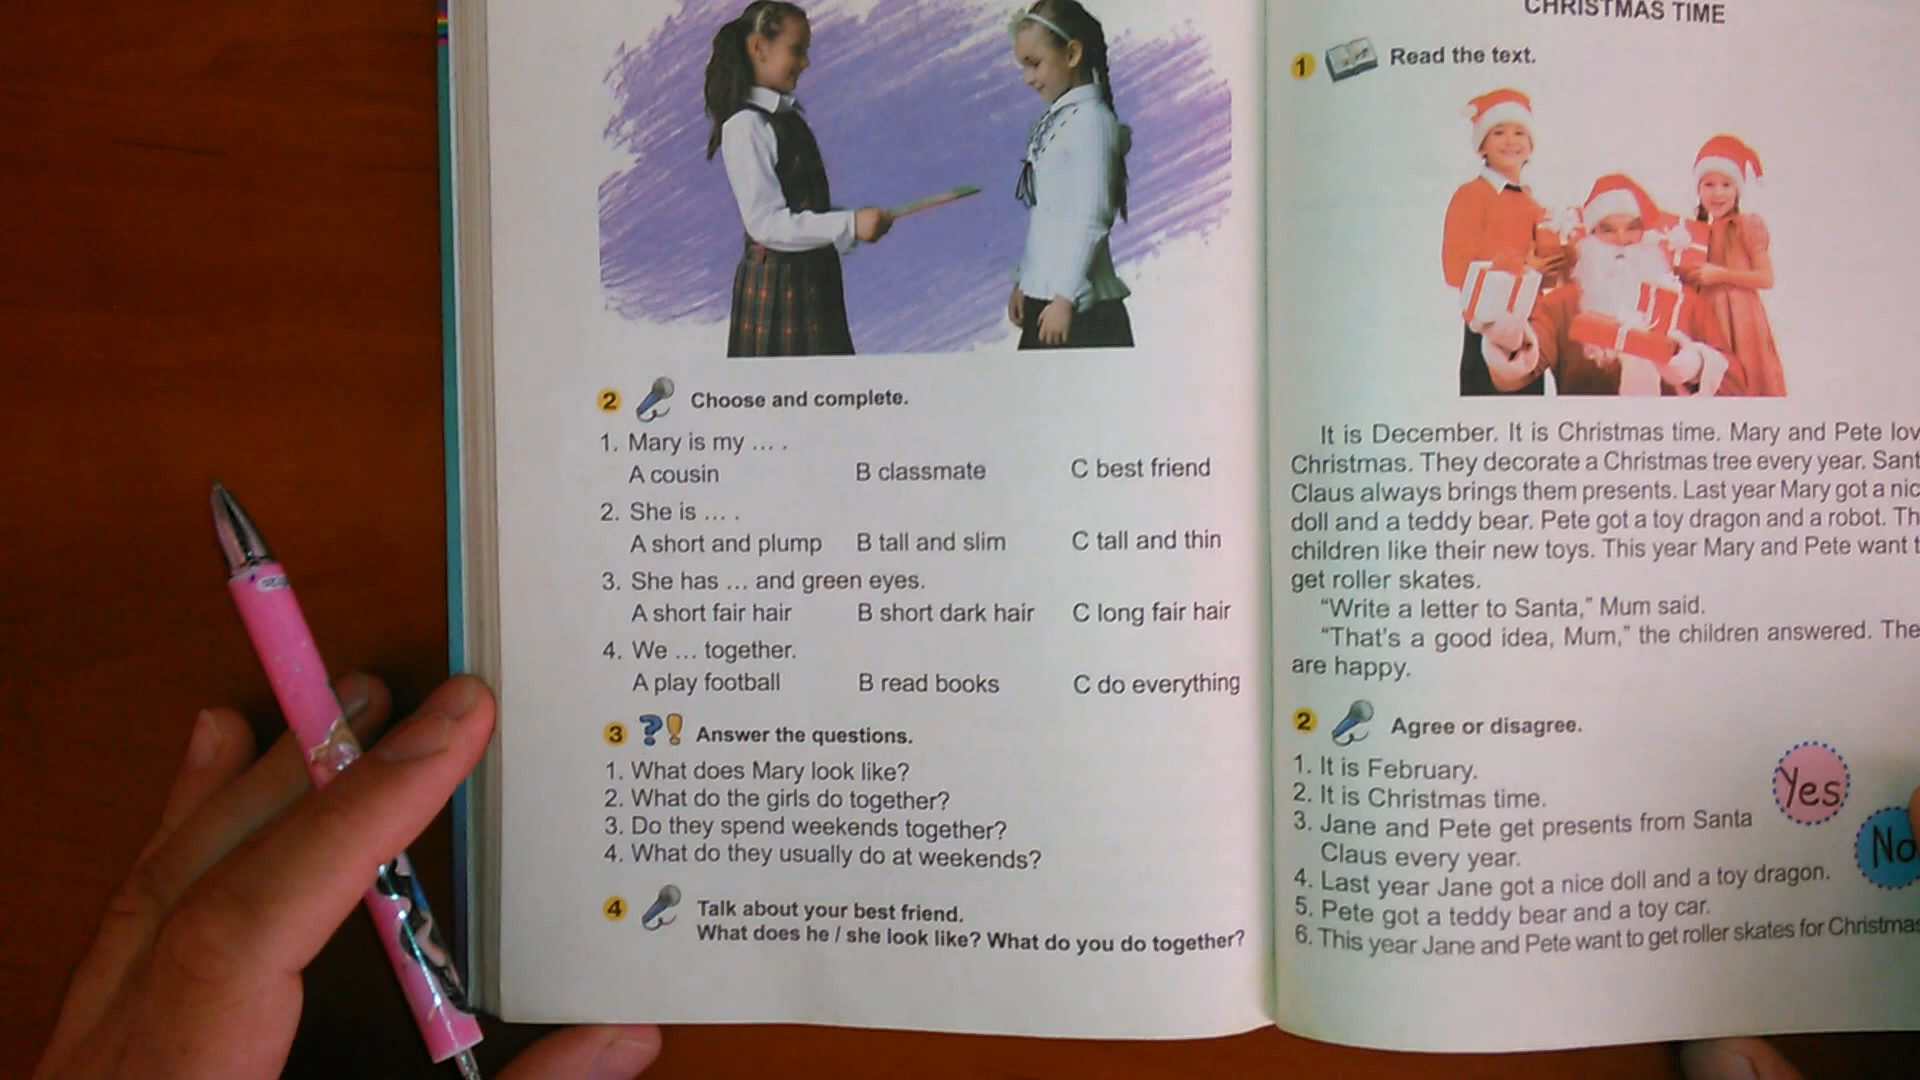 2 Choose and complete.
1. Mary is my ... .
A cousin B classmate C best friend
2. She is ... .
A short and plump B tall and slim C tall and thin
3. She has ... and green eyes.
A short fair hair B short dark hair C long fair hair
4. We ... together.
A play football B read books C do everything
3 ?! Answer the questions.
1. What does Mary look like?
2. What do the girls do together?
3. Do they spend weekends together?
4. What do they usually do at weekends?
4 Talk about your best friend.
What does he / she look like? What do you do together?
CHRISTMAS TIME
1 Read the text.
It is December. It is Christmas time. Mary and Pete lov
Christmas. They decorate a Christmas tree every year. Sant
Claus always brings them presents. Last year Mary got a nic
doll and a teddy bear. Pete got a toy dragon and a robot. Th
children like their new toys. This year Mary and Pete want t
get roller skates.
“Write a letter to Santa,” Mum said.
“That's a good idea, Mum,” the children answered. The
are happy.
2 Agree or disagree.
1. It is February.
2. It is Christmas time.
3. Jane and Pete get presents from Santa
Claus every year.
4. Last year Jane got a nice doll and a toy dragon.
5. Pete got a teddy bear and a toy car.
6. This year Jane and Pete want to get roller skates for Christmas
Yes
No